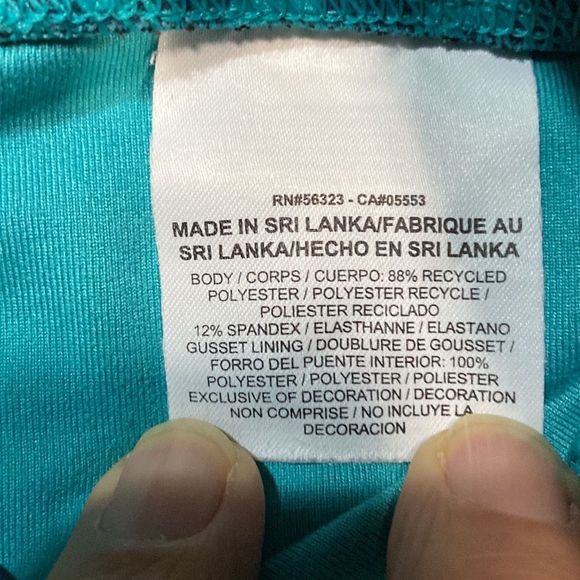 RN#56323 - CA#05553
MADE IN SRI LANKA/FABRIQUE AU
SRI LANKA/HECHO EN SRI LANKA
BODY / CORPS / CUERPO: 88% RECYCLED
POLYESTER / POLYESTER RECYCLE /
POLIESTER RECICLADO
12% SPANDEX / ELASTHANNE / ELASTANO
GUSSET LINING / DOUBLURE DE GOUSSET /
FORRO DEL PUENTE INTERIOR: 100%
POLYESTER / POLYESTER / POLIESTER
EXCLUSIVE OF DECORATION / DECORATION
NON COMPRISE / NO INCLUYE LA
DECORACION